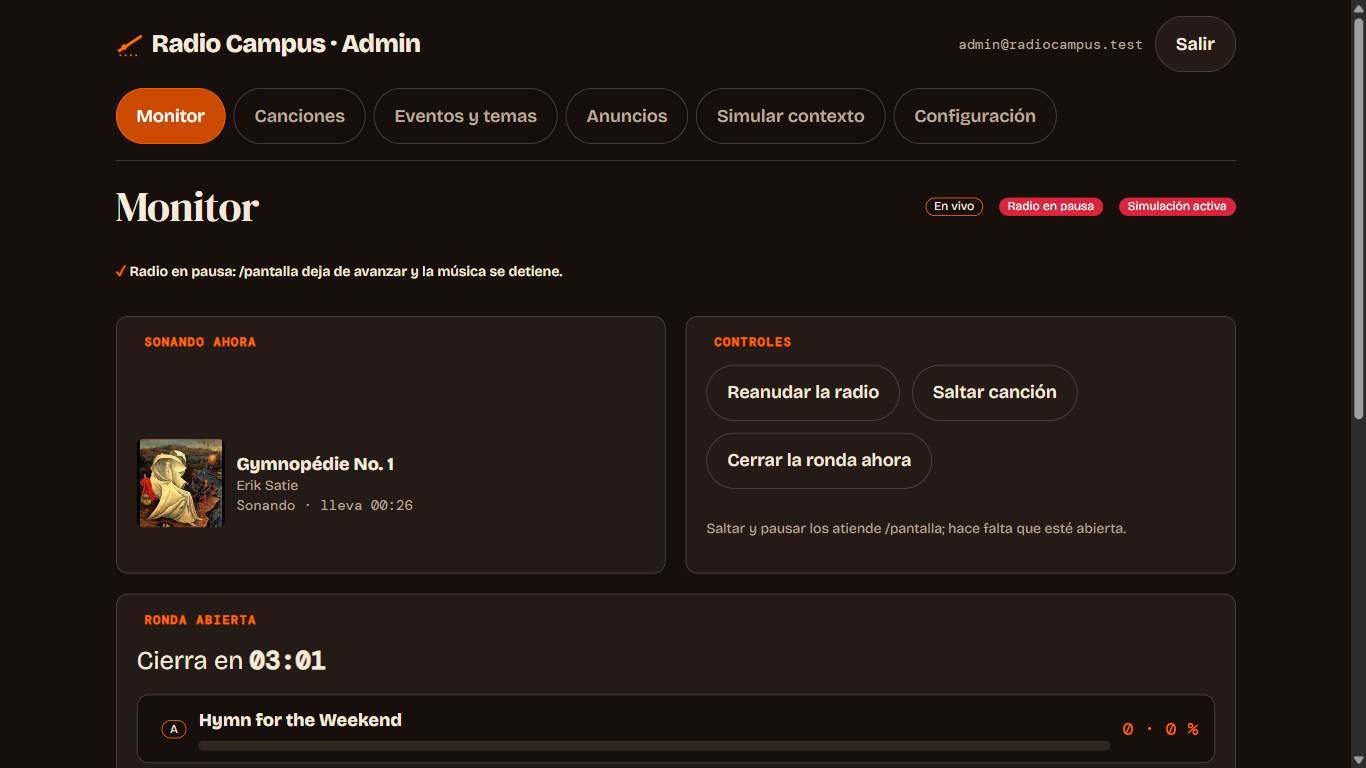 Radio Campus · Admin
admin@radiocampus.test
Salir
Monitor
Canciones
Eventos y temas
Anuncios
Simular contexto
Configuración
Monitor
En vivo
Radio en pausa
Simulación activa
✓ Radio en pausa: /pantalla deja de avanzar y la música se detiene.
SONANDO AHORA
Gymnopédie No. 1
Erik Satie
Sonando · lleva 00:26
CONTROLES
Reanudar la radio
Saltar canción
Cerrar la ronda ahora
Saltar y pausar los atiende /pantalla; hace falta que esté abierta.
RONDA ABIERTA
Cierra en 03:01
A
Hymn for the Weekend
0 · 0 %